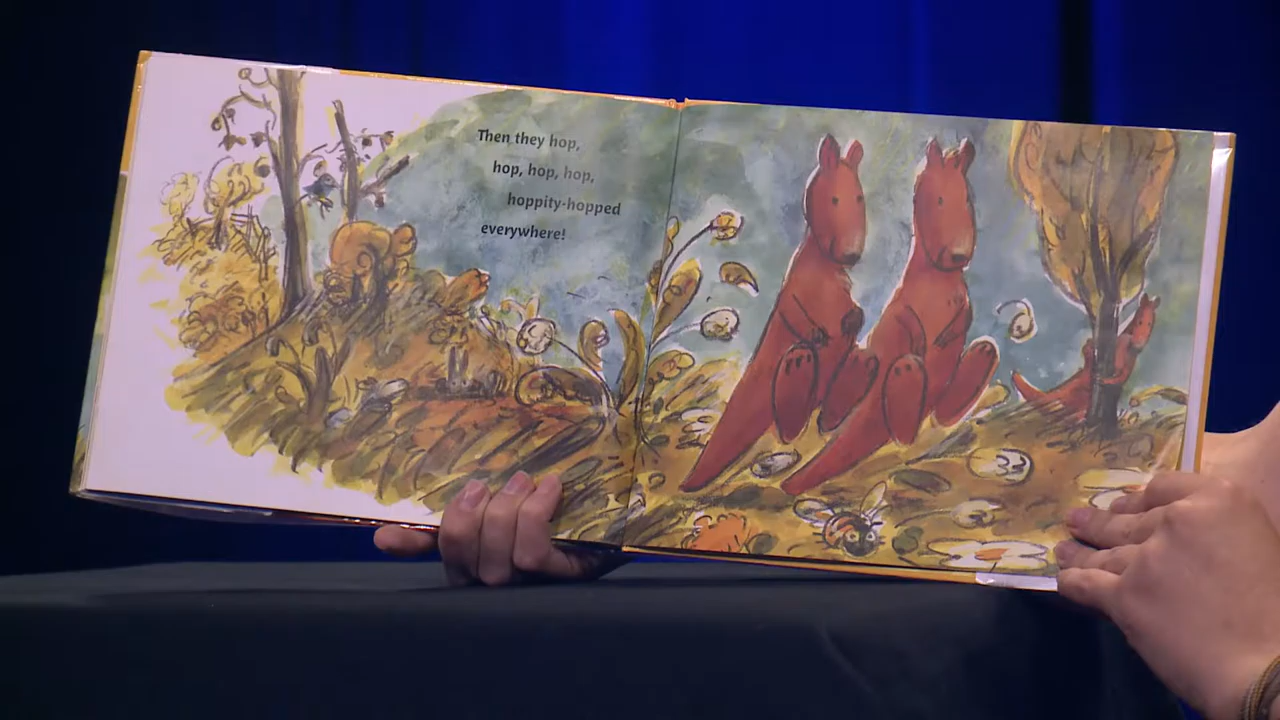 Then they hop,
hop, hop, hop,
hoppity-hopped
everywhere!